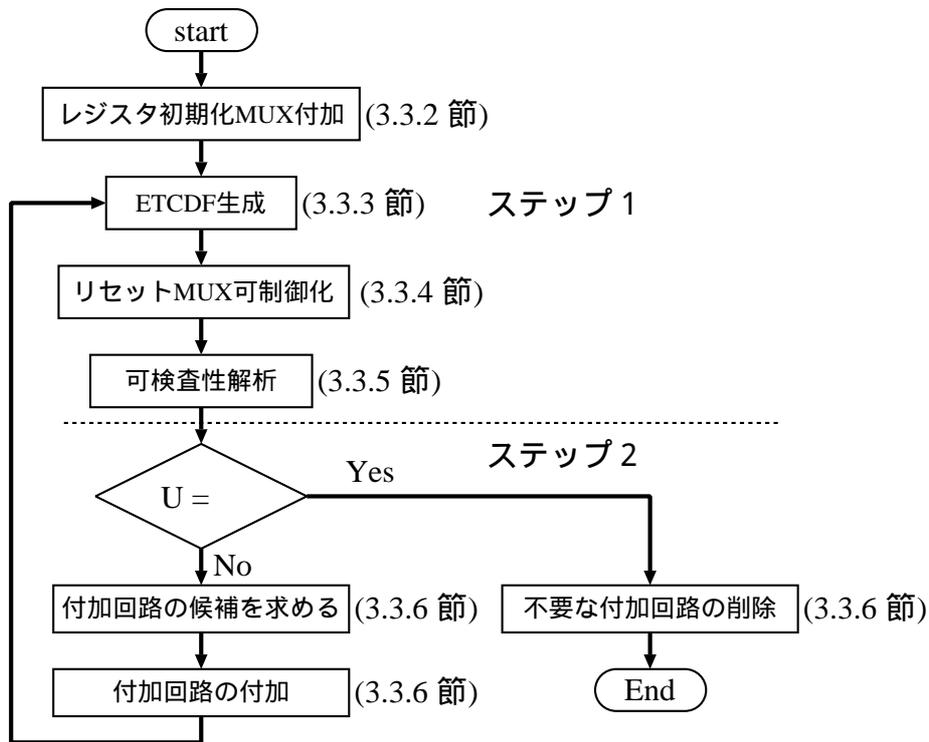 start
レジスタ初期化MUX付加 (3.3.2 節)
ETCDF生成 (3.3.3 節) ステップ 1
リセットMUX可制御化 (3.3.4 節)
可検査性解析 (3.3.5 節)
ステップ 2
Yes
U =
No
付加回路の候補を求める (3.3.6 節) 不要な付加回路の削除 (3.3.6 節)
付加回路の付加 (3.3.6 節) End